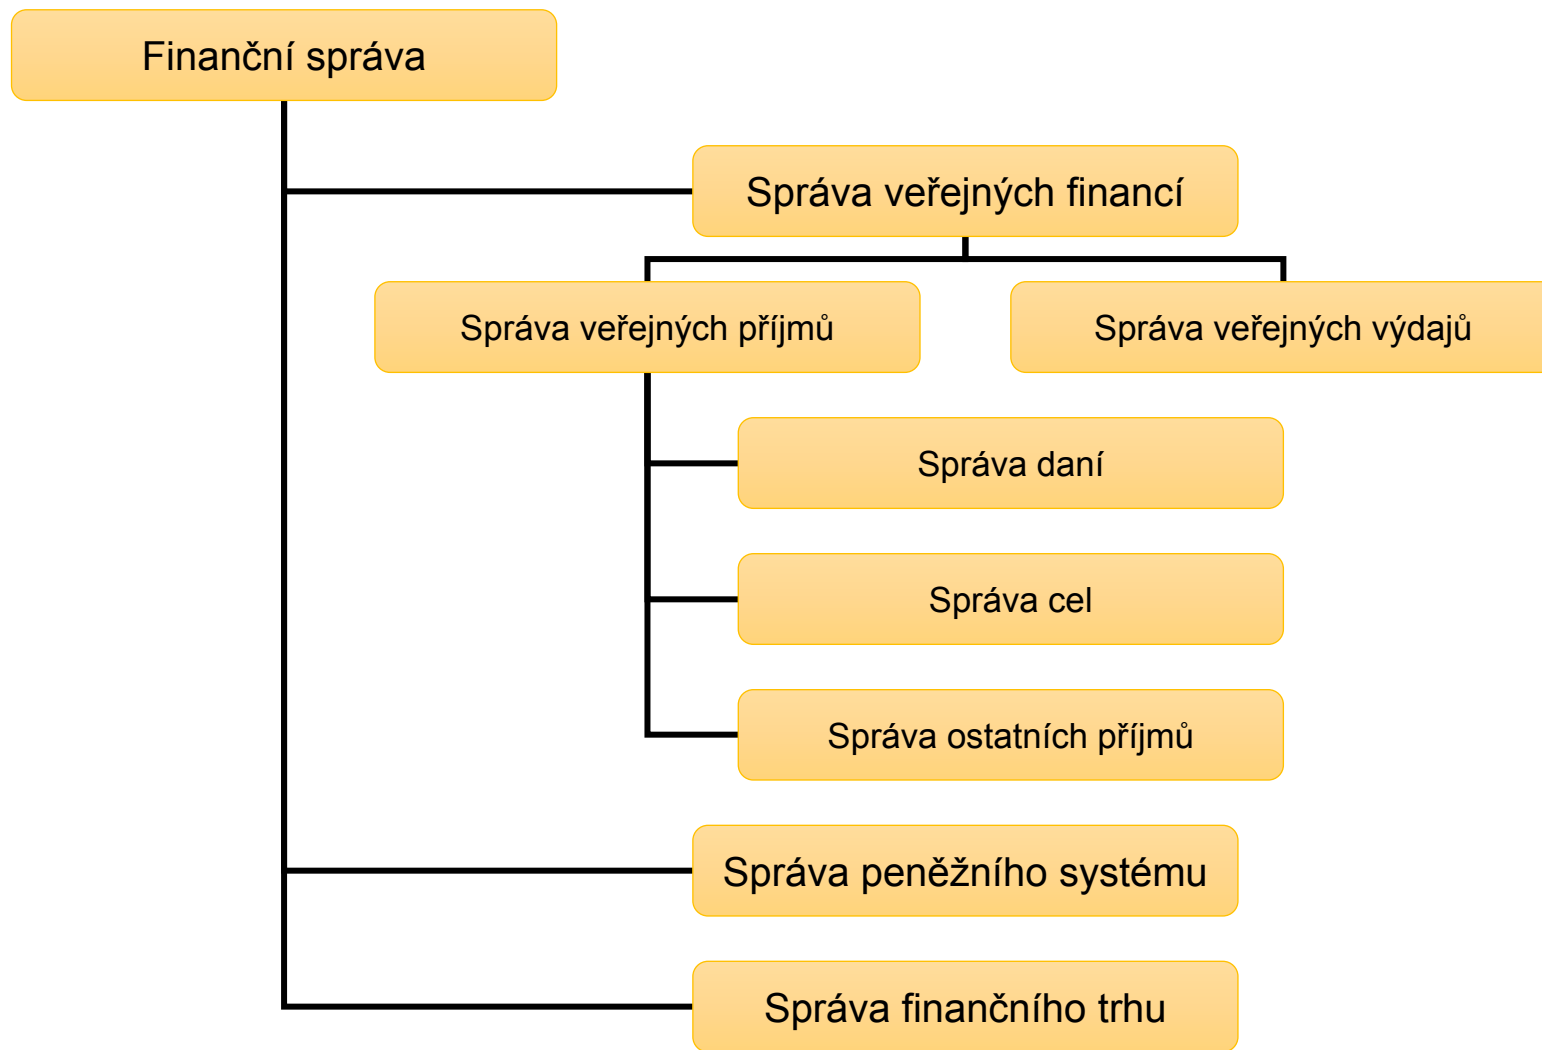 Finanční správa
Správa veřejných financí
Správa veřejných příjmů
Správa veřejných výdajů
Správa daní
Správa cel
Správa ostatních příjmů
Správa peněžního systému
Správa finančního trhu